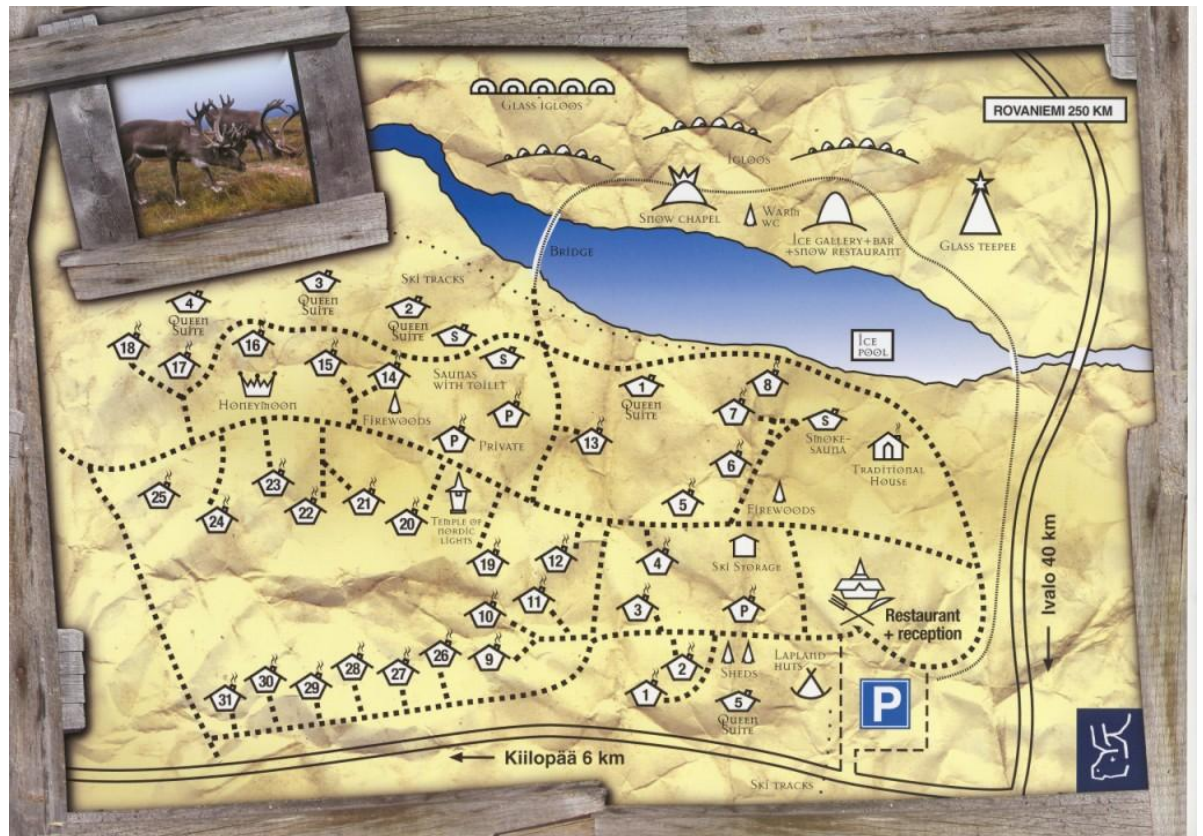 GLASS IGLOOS
ROVANIEMI 250 KM
IGLOOS
SNOW CHAPEL
WARM
WC
ICE GALLERY+BAR
+SNOW RESTAURANT
GLASS TEEPEE
BRIDGE
SKI TRACKS
3
QUEEN
SUITE
4
QUEEN
SUITE
2
QUEEN
SUITE
S
S
SAUNAS
WITH TOILET
ICE
POOL
18
17
16
15
14
HONEYMOON
FIREWOODS
P
P
PRIVATE
1
QUEEN
SUITE
8
7
S
SMOKE-
SAUNA
TRADITIONAL
HOUSE
13
6
5
FIREWOODS
25
24
23
22
21
20
TEMPLE OF
NORDIC
LIGHTS
19
12
4
SKI STORAGE
11
10
3
P
Restaurant
+ reception
Ivalo 40 km
9
26
27
28
29
30
31
2
1
SHEDS
LAPLAND
HUTS
5
QUEEN
SUITE
P
Kiilopää 6 km
SKI TRACKS